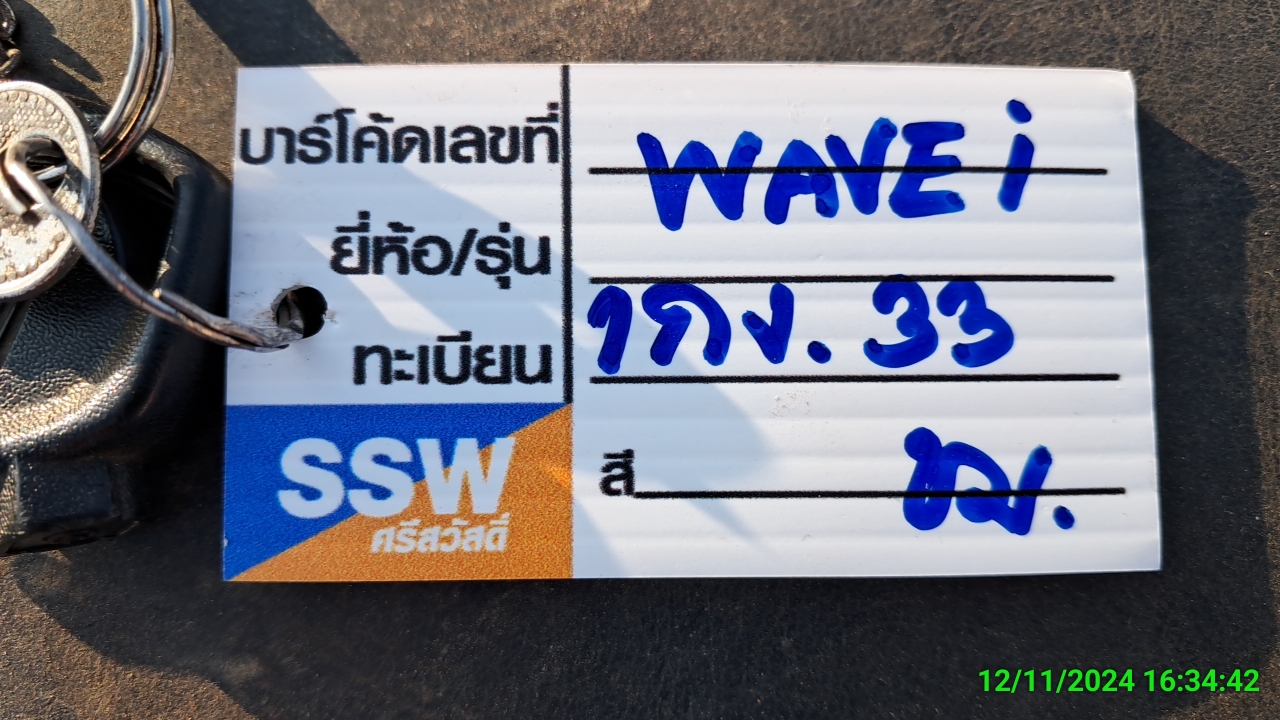 บาร์โค้ดเลขที่ WAVE i
ยี่ห้อ/รุ่น
ทะเบียน 1กง. 33
สี ขฌ.
SSW
ศรีสวัสดิ์
12/11/2024 16:34:42